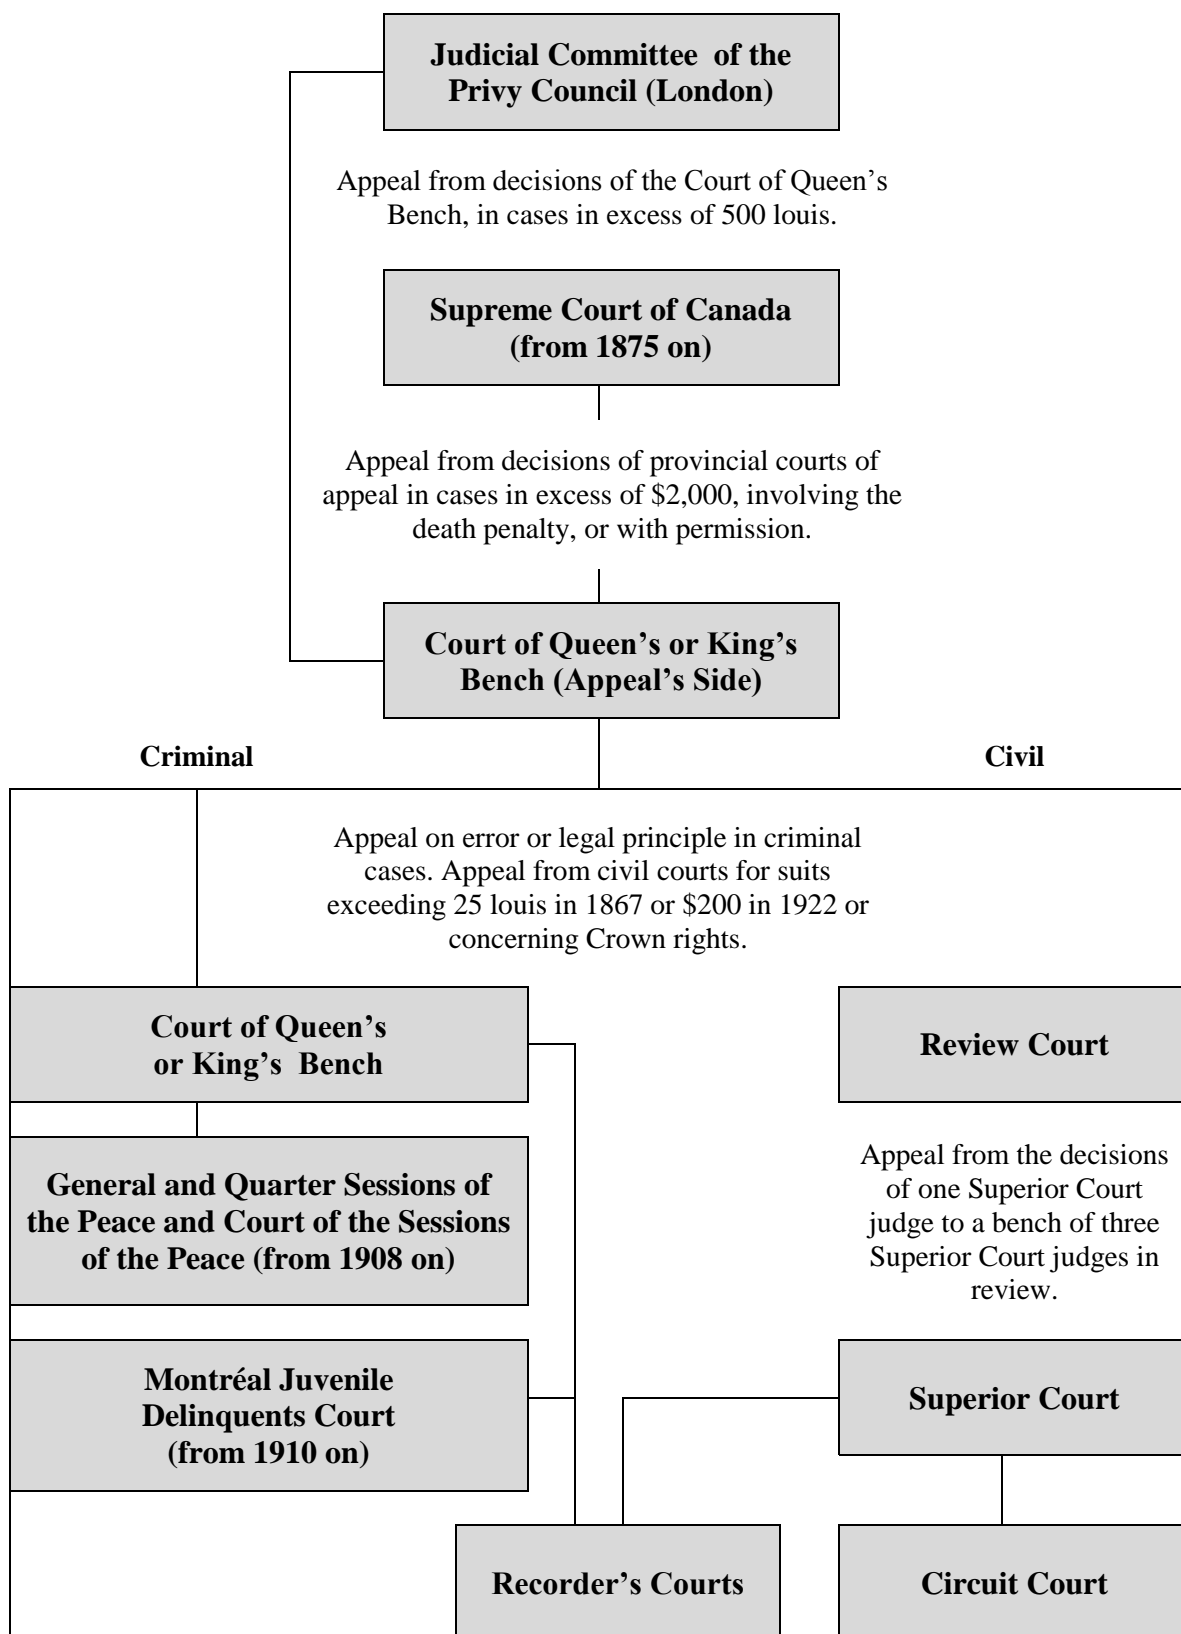 Judicial Committee  of the
Privy Council (London)
Appeal from decisions of the Court of Queen’s
Bench, in cases in excess of 500 louis.
Supreme Court of Canada
(from 1875 on)
Appeal from decisions of provincial courts of
appeal in cases in excess of $2,000, involving the
death penalty, or with permission.
Court of Queen’s or King’s
Bench (Appeal’s Side)
Criminal
Civil
Appeal on error or legal principle in criminal
cases. Appeal from civil courts for suits
exceeding 25 louis in 1867 or $200 in 1922 or
concerning Crown rights.
Court of Queen’s
or King’s  Bench
Review Court
General and Quarter Sessions of
the Peace and Court of the Sessions
of the Peace (from 1908 on)
Appeal from the decisions
of one Superior Court
judge to a bench of three
Superior Court judges in
review.
Montréal Juvenile
Delinquents Court
(from 1910 on)
Superior Court
Recorder’s Courts
Circuit Court